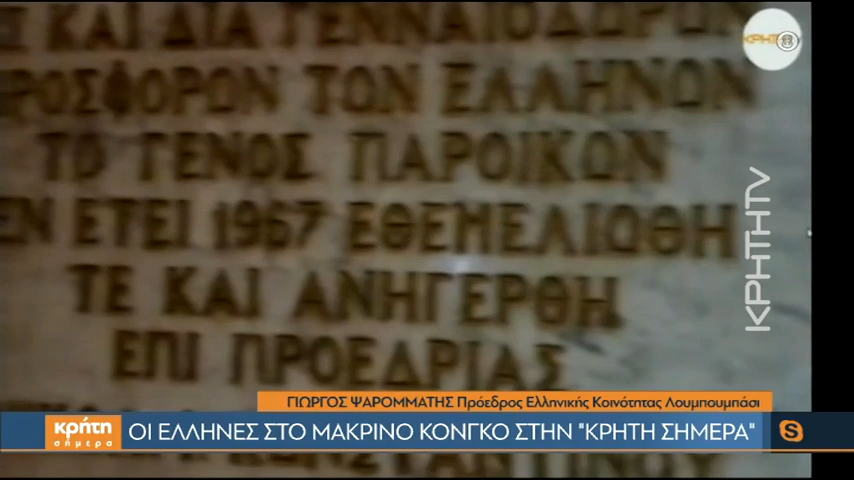 ΚΑΙ ΔΙΑ ΓΕΝΝΑΙΟΔΩΡΩΝ
ΠΡΟΣΦΟΡΩΝ ΤΩΝ ΕΛΛΗΝΩΝ
ΤΟ ΓΕΝΟΣ ΠΑΡΟΙΚΩΝ
ΕΝ ΕΤΕΙ 1967 ΕΘΕΜΕΛΙΩΘΗ
ΤΕ ΚΑΙ ΑΝΗΓΕΡΘΗ
ΕΠΙ ΠΡΟΕΔΡΙΑΣ
ΚΡΗΤΗ
ΚΡΗΤΗTV
ΓΙΩΡΓΟΣ ΨΑΡΟΜΜΑΤΗΣ Πρόεδρος Ελληνικής Κοινότητας Λουμπουμπάσι
κρήτη
σήμερα
ΟΙ ΕΛΛΗΝΕΣ ΣΤΟ ΜΑΚΡΙΝΟ ΚΟΝΓΚΟ ΣΤΗΝ "ΚΡΗΤΗ ΣΗΜΕΡΑ"
S